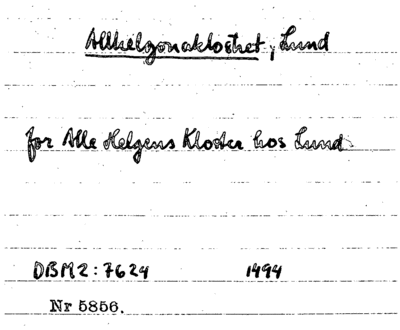 Allhelgonaklostret, Lund
for Alle Helgens Kloster hos Lund
DBM2:7624 1494
Nr 5856.